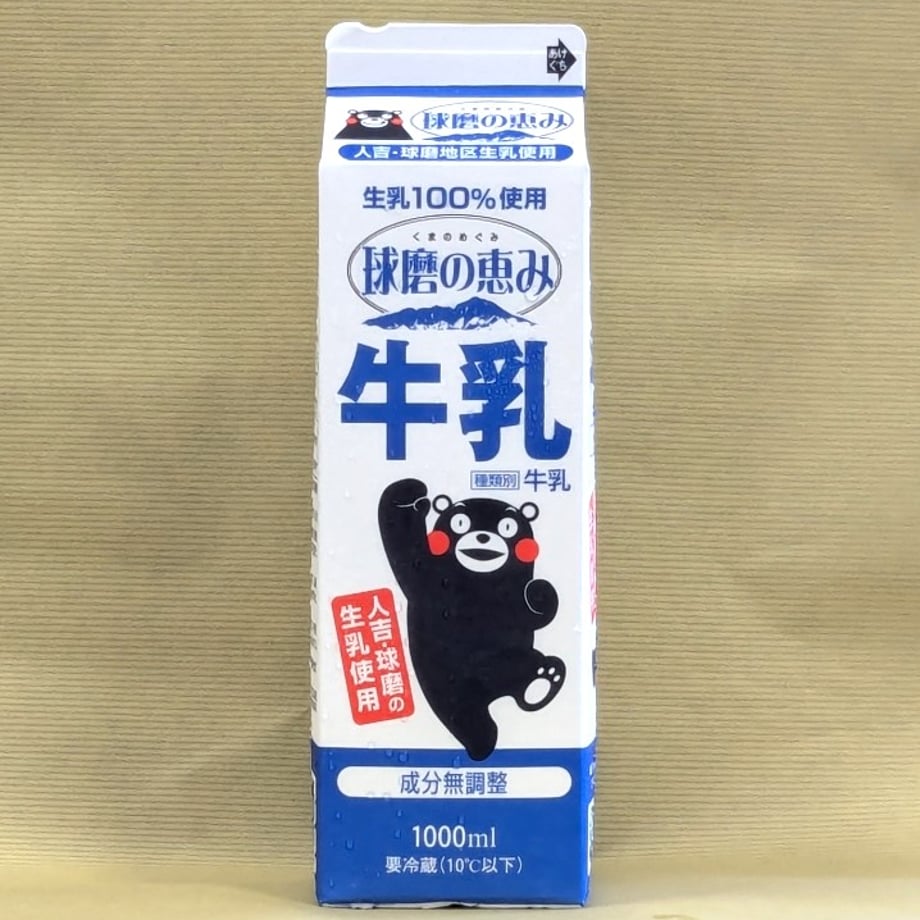 あけ
ぐち
球磨の恵み
人吉・球磨地区生乳使用
生乳100%使用
くまのめぐみ
球磨の恵み
牛乳
種類別 牛乳
人吉・球磨の
生乳使用
成分無調整
1000ml
要冷蔵(10℃以下)